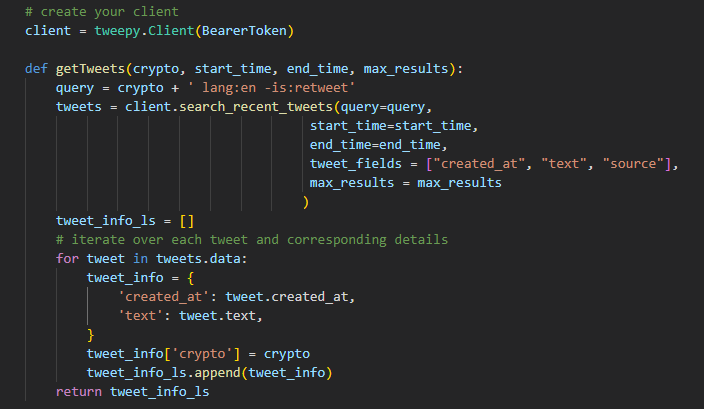 # create your client
client = tweepy.Client(BearerToken)
def getTweets(crypto, start_time, end_time, max_results):
    query = crypto + ' lang:en -is:retweet'
    tweets = client.search_recent_tweets(query=query,
                                    start_time=start_time,
                                    end_time=end_time,
                                    tweet_fields = ["created_at", "text", "source"],
                                    max_results = max_results
                                   )
    tweet_info_ls = []
    # iterate over each tweet and corresponding details
    for tweet in tweets.data:
        tweet_info = {
            'created_at': tweet.created_at,
            'text': tweet.text,
        }
        tweet_info['crypto'] = crypto
        tweet_info_ls.append(tweet_info)
    return tweet_info_ls